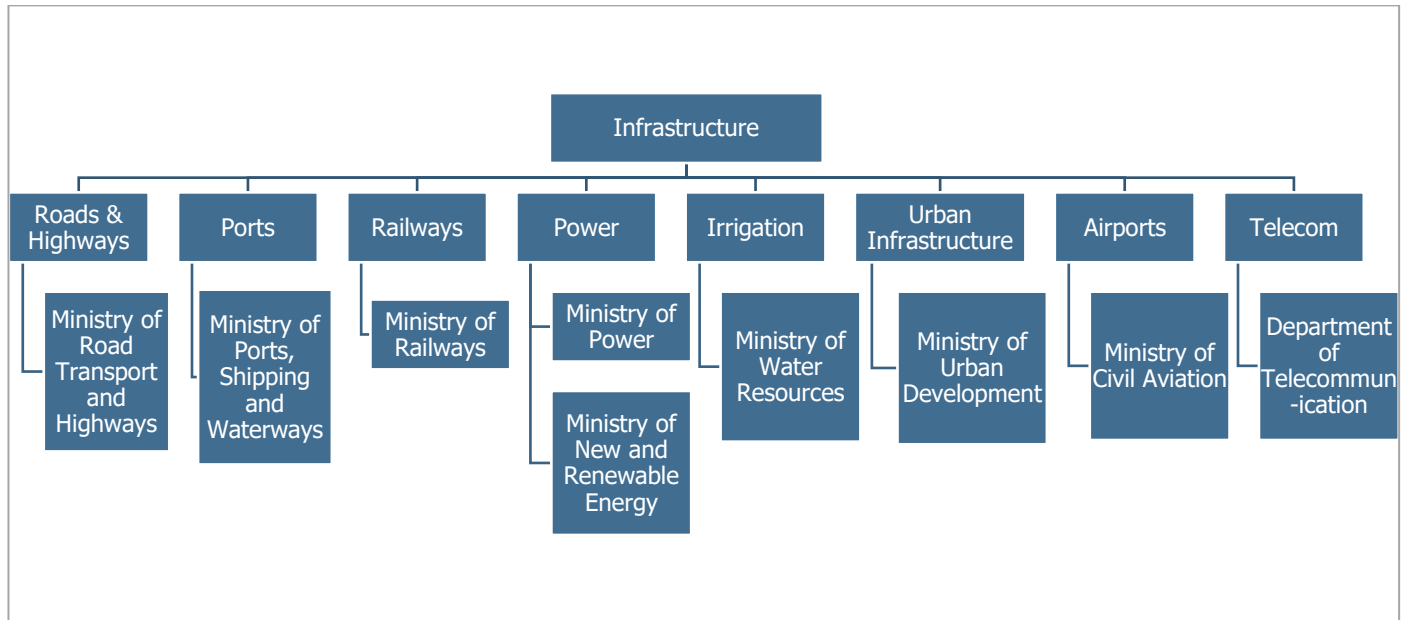 Infrastructure
Roads &
Highways
Ports
Railways
Power
Irrigation
Urban
Infrastructure
Airports
Telecom
Ministry of
Road
Transport
and
Highways
Ministry of
Ports,
Shipping
and
Waterways
Ministry of
Railways
Ministry of
Power
Ministry of
New and
Renewable
Energy
Ministry of
Water
Resources
Ministry of
Urban
Development
Ministry of
Civil Aviation
Department
of
Telecommun
-ication